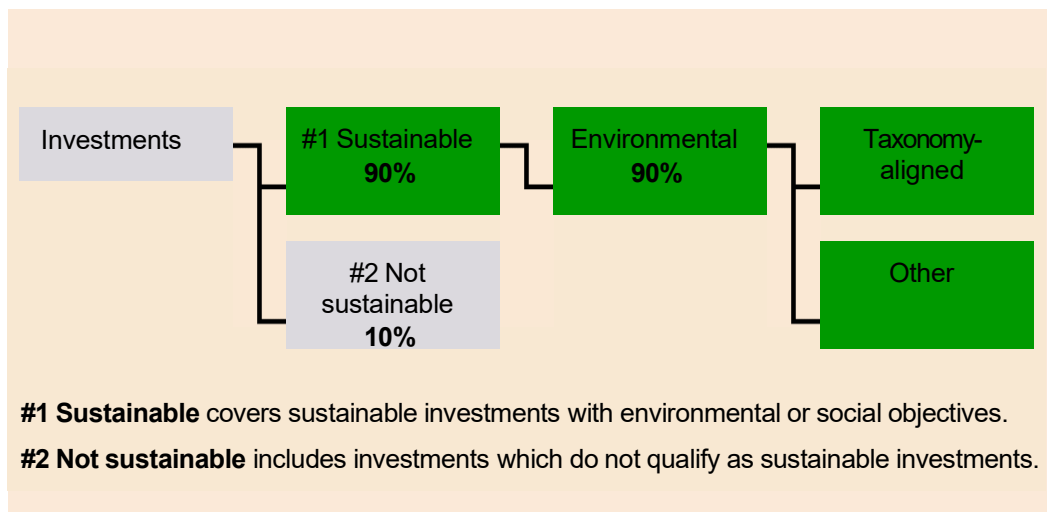 Investments
#1 Sustainable
90%
#2 Not
sustainable
10%
Environmental
90%
Taxonomy-
aligned
Other
#1 Sustainable covers sustainable investments with environmental or social objectives.
#2 Not sustainable includes investments which do not qualify as sustainable investments.